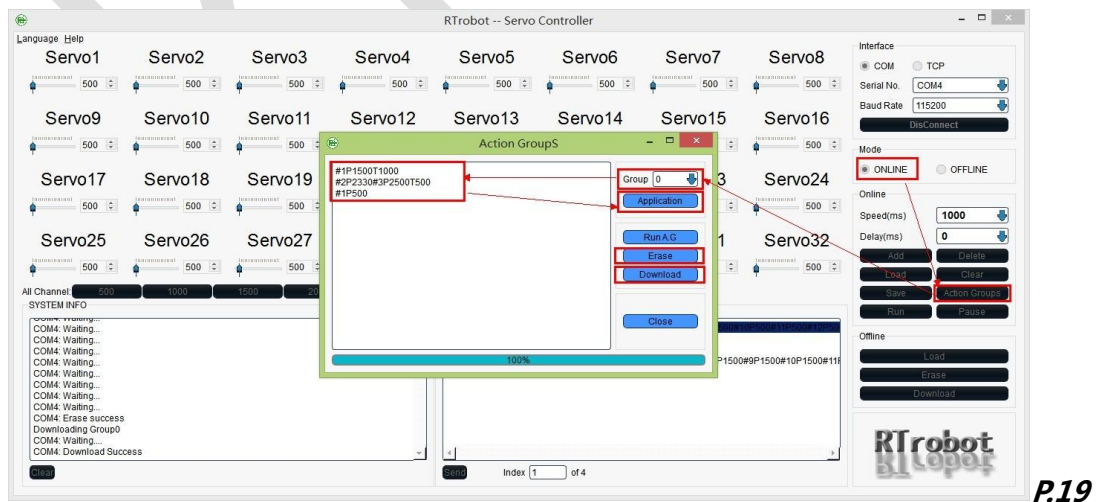 RTrobot -- Servo Controller
Language Help
Servo1 Servo2 Servo3 Servo4 Servo5 Servo6 Servo7 Servo8
500 500 500 500 500 500 500 500
Servo9 Servo10 Servo11 Servo12 Servo13 Servo14 Servo15 Servo16
500 500 500 500
Servo17 Servo18 Servo19 3 Servo24
500 500 500 500
Servo25 Servo26 Servo27 1 Servo32
500 500 500 500
All Channel: 500 1000 1500 20
SYSTEM INFO
COM4: Waiting...
COM4: Waiting...
COM4: Waiting...
COM4: Waiting...
COM4: Waiting...
COM4: Waiting...
COM4: Waiting...
COM4: Waiting...
COM4: Waiting...
COM4: Erase success
Downloading Group0
COM4: Waiting....
COM4: Download Success
Clear
Action GroupS
#1P1500T1000
#2P2330#3P2500T500
#1P500
Group 0
Application
Run A.G
Erase
Download
Close
100%
P1500#9P1500#10P1500#11
Send Index 1 of 4
Interface
COM TCP
Serial No. COM4
Baud Rate 115200
DisConnect
Mode
ONLINE OFFLINE
Online
Speed(ms) 1000
Delay(ms) 0
Add Delete
Load Clear
Save Action Groups
Run Pause
Offline
Load
Erase
Download
RTrobot
P.19